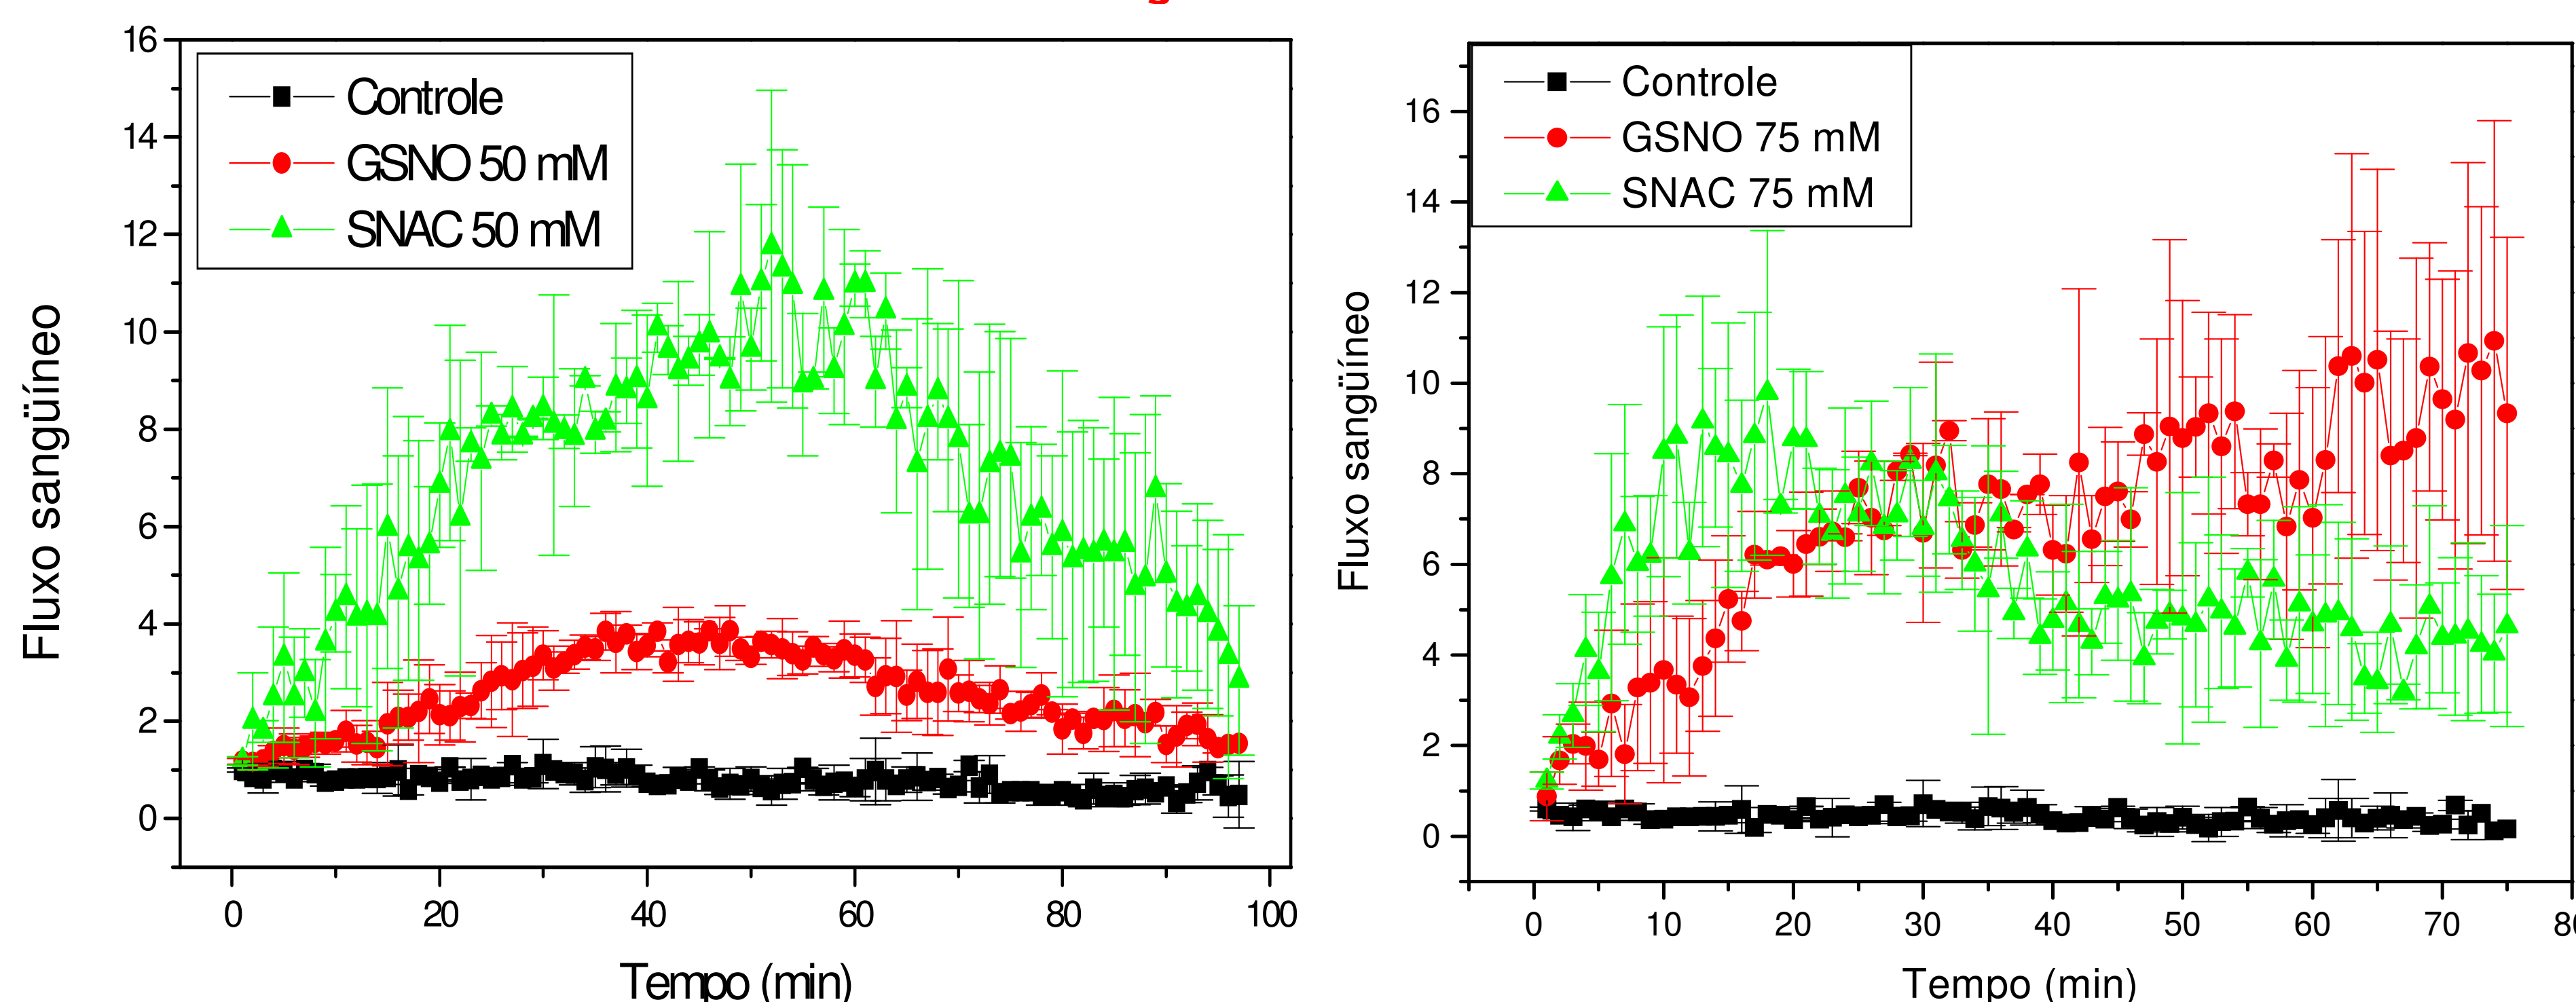 g
16
14
12
10
8
6
4
2
0
Controle
GSNO 50 mM
SNAC 50 mM
Fluxo sangüíneo
0 20 40 60 80 100
Tempo (min)
16
14
12
10
8
6
4
2
0
Controle
GSNO 75 mM
SNAC 75 mM
Fluxo sangüíneo
0 10 20 30 40 50 60 70 80
Tempo (min)